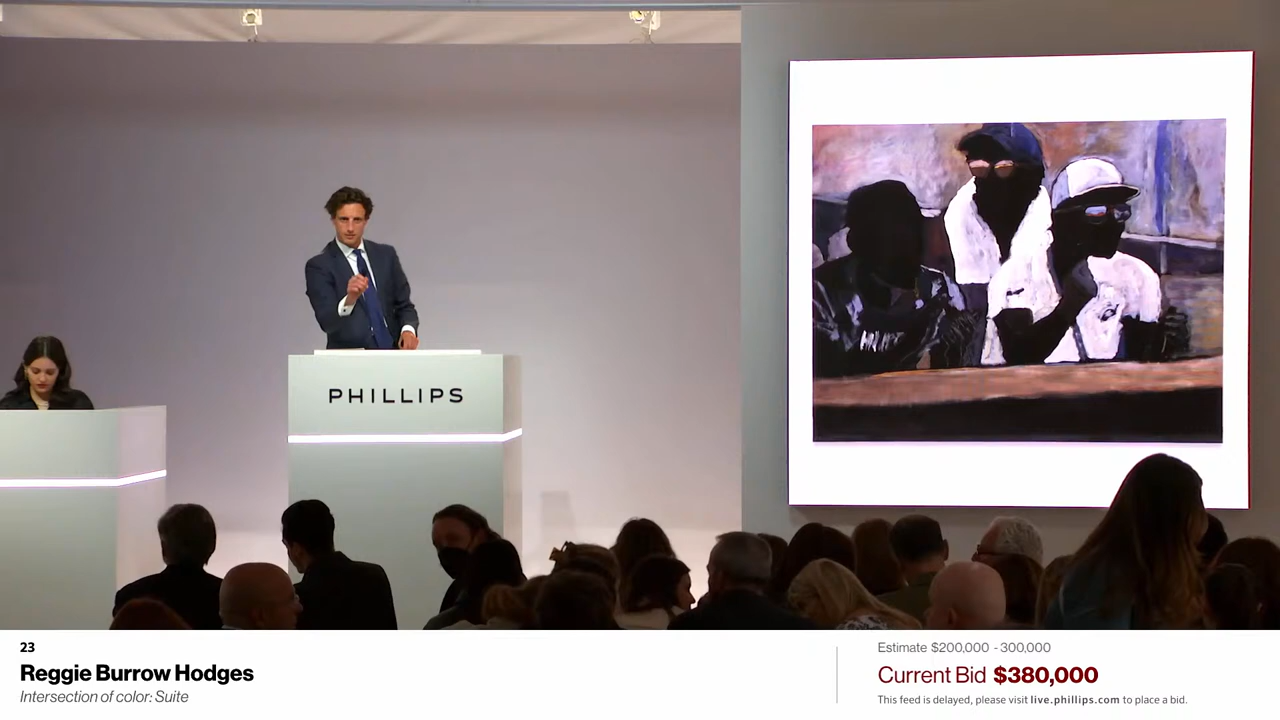 PHILLIPS
23
Reggie Burrow Hodges
Intersection of color: Suite
Estimate $200,000 - 300,000
Current Bid $380,000
This feed is delayed, please visit live.phillips.com to place a bid.